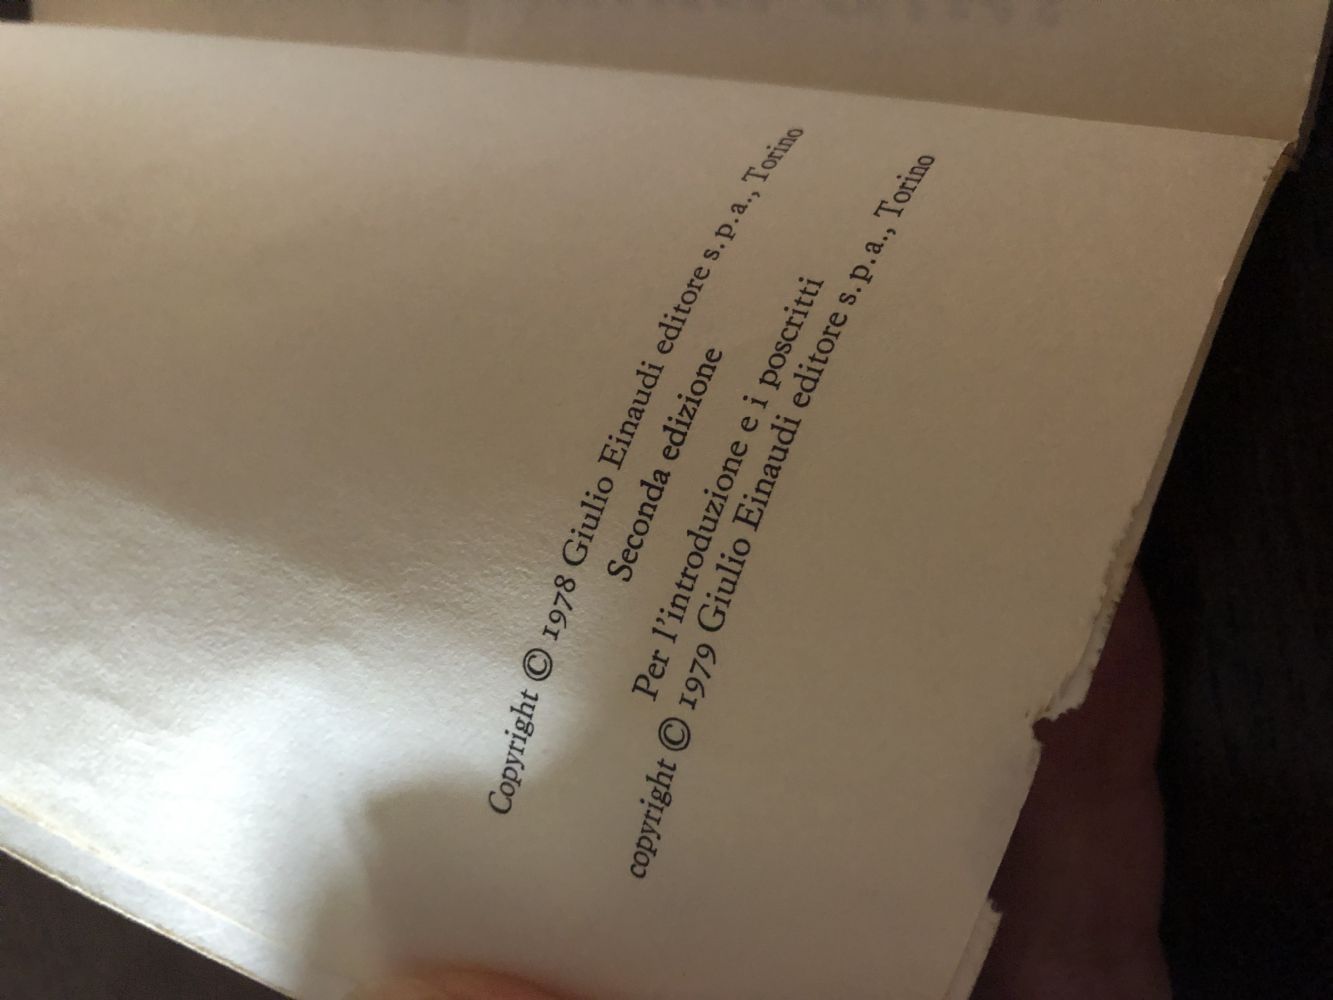 Copyright © 1978 Giulio Einaudi editore s.p.a., Torino
Seconda edizione
Per l'introduzione e i poscritti
copyright © 1979 Giulio Einaudi editore s.p.a., Torino